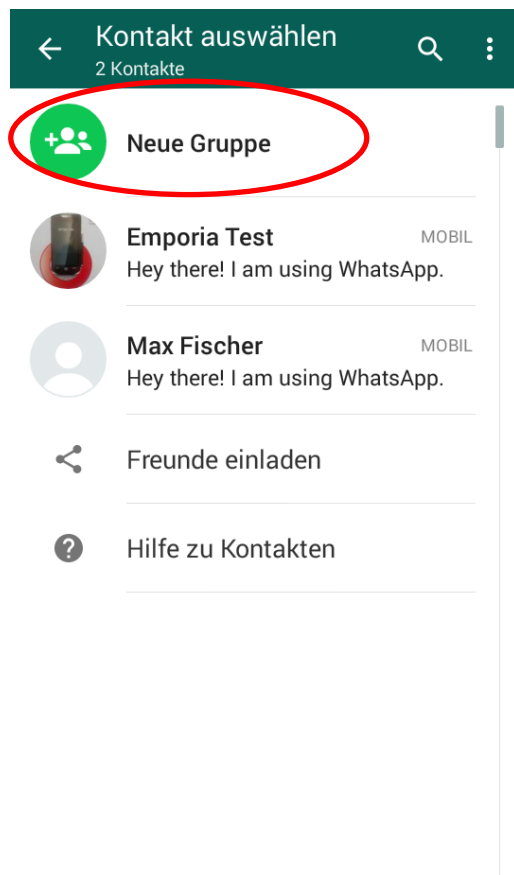 Kontakt auswählen
2 Kontakte
Neue Gruppe
Emporia Test MOBIL
Hey there! I am using WhatsApp.
Max Fischer MOBIL
Hey there! I am using WhatsApp.
Freunde einladen
Hilfe zu Kontakten